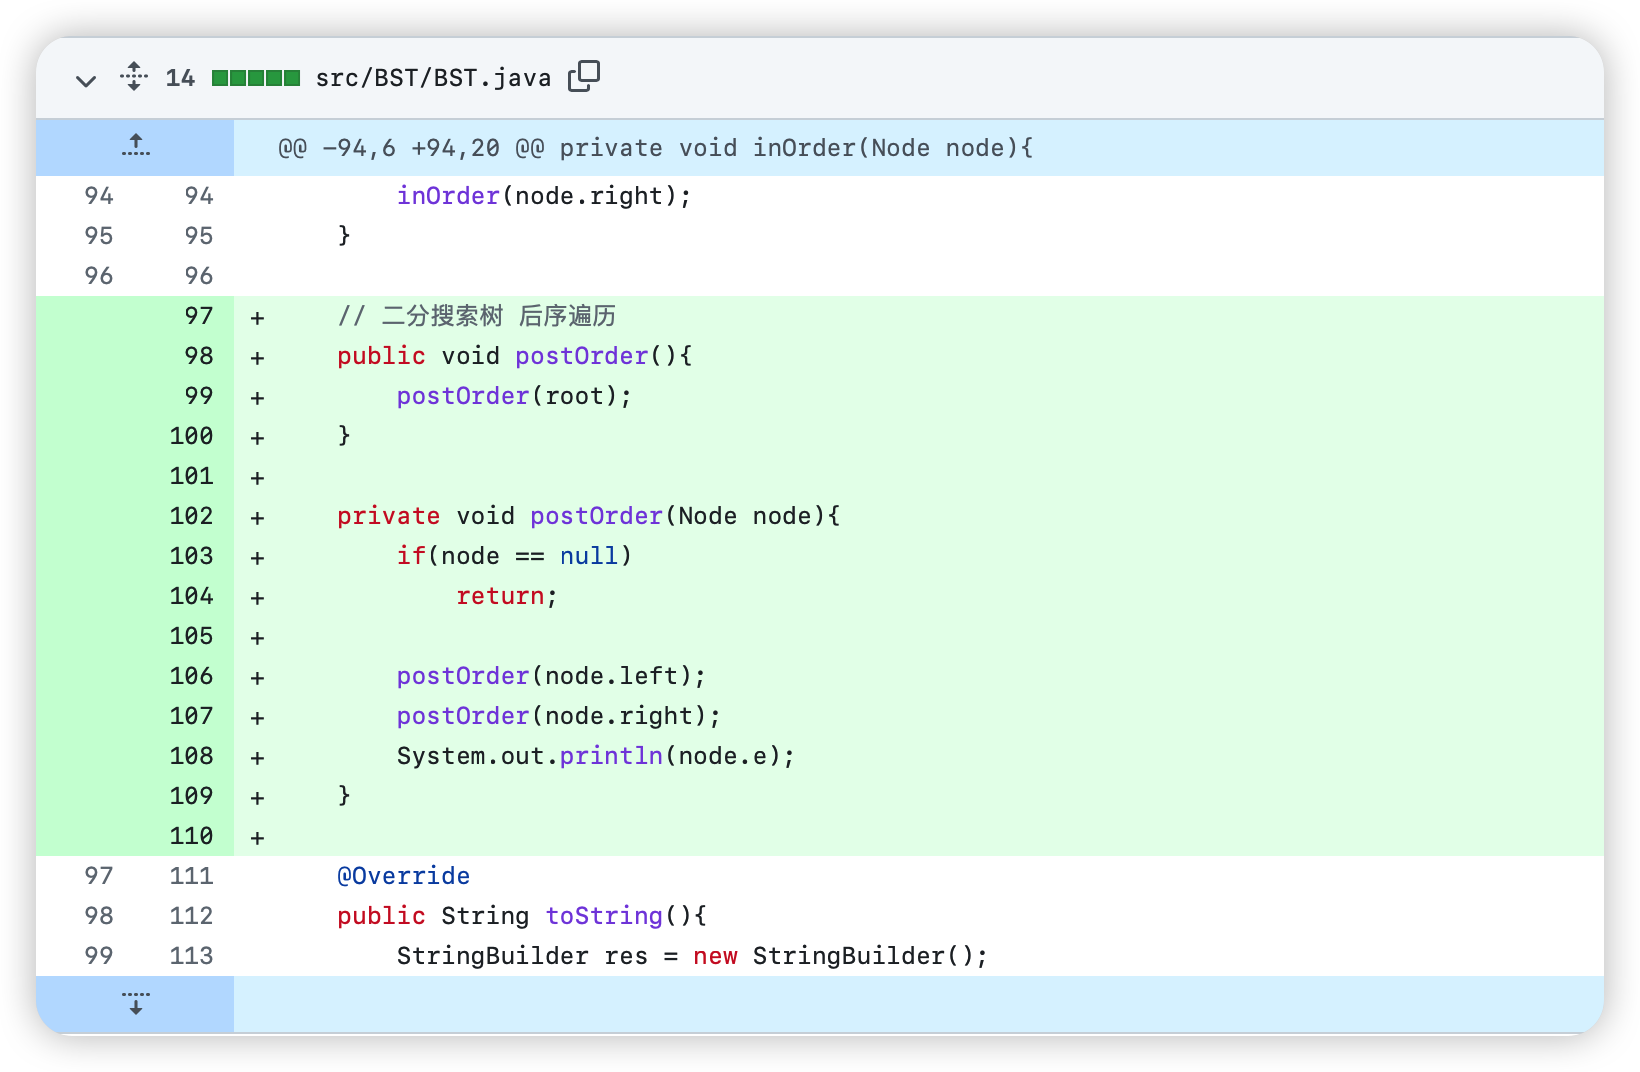 14 src/BST/BST.java
@@ -94,6 +94,20 @@ private void inOrder(Node node){
94 94 inOrder(node.right);
95 95 }
96 96
97 + // 二分搜索树 后序遍历
98 + public void postOrder(){
99 + postOrder(root);
100 + }
101 +
102 + private void postOrder(Node node){
103 + if(node == null)
104 + return;
105 +
106 + postOrder(node.left);
107 + postOrder(node.right);
108 + System.out.println(node.e);
109 + }
110 +
97 111 @Override
98 112 public String toString(){
99 113 StringBuilder res = new StringBuilder();